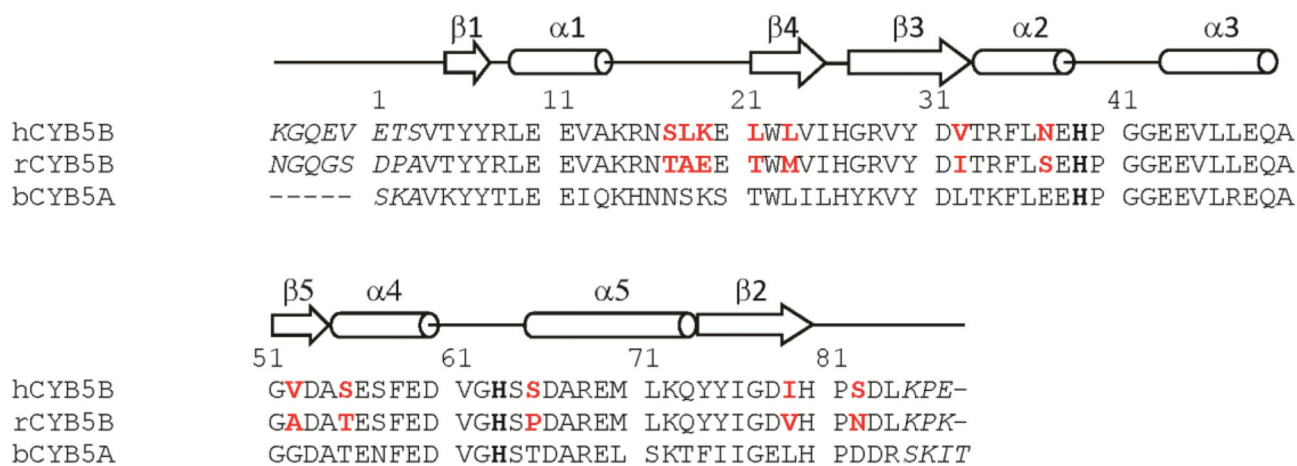 β1 α1 β4 β3 α2 α3
1 11 21 31 41
hCYB5B KGQEV ETSVTYYRLE EVAKRNSLKE LWLVIHGRVY DVTRFLNEHP GGEEVLLEQA
rCYB5B NGQGS DPAVTYYRLE EVAKRNTAEE TWMVIHGRVY DITRFLSEHP GGEEVLLEQA
bCYB5A ----- SKAVKYYTLE EIQKHNNSKS TWLILHYKVY DLTKFLEEHP GGEEVLREQA
β5 α4 α5 β2
51 61 71 81
hCYB5B GVDASESFED VGHSSDAREM LKQYYIGDIH PSDLKPE-
rCYB5B GADATESFED VGHSPDAREM LKQYYIGDVH PNDLKPK-
bCYB5A GGDATENFED VGHSTDAREL SKTFIIGELH PDDRSKIT